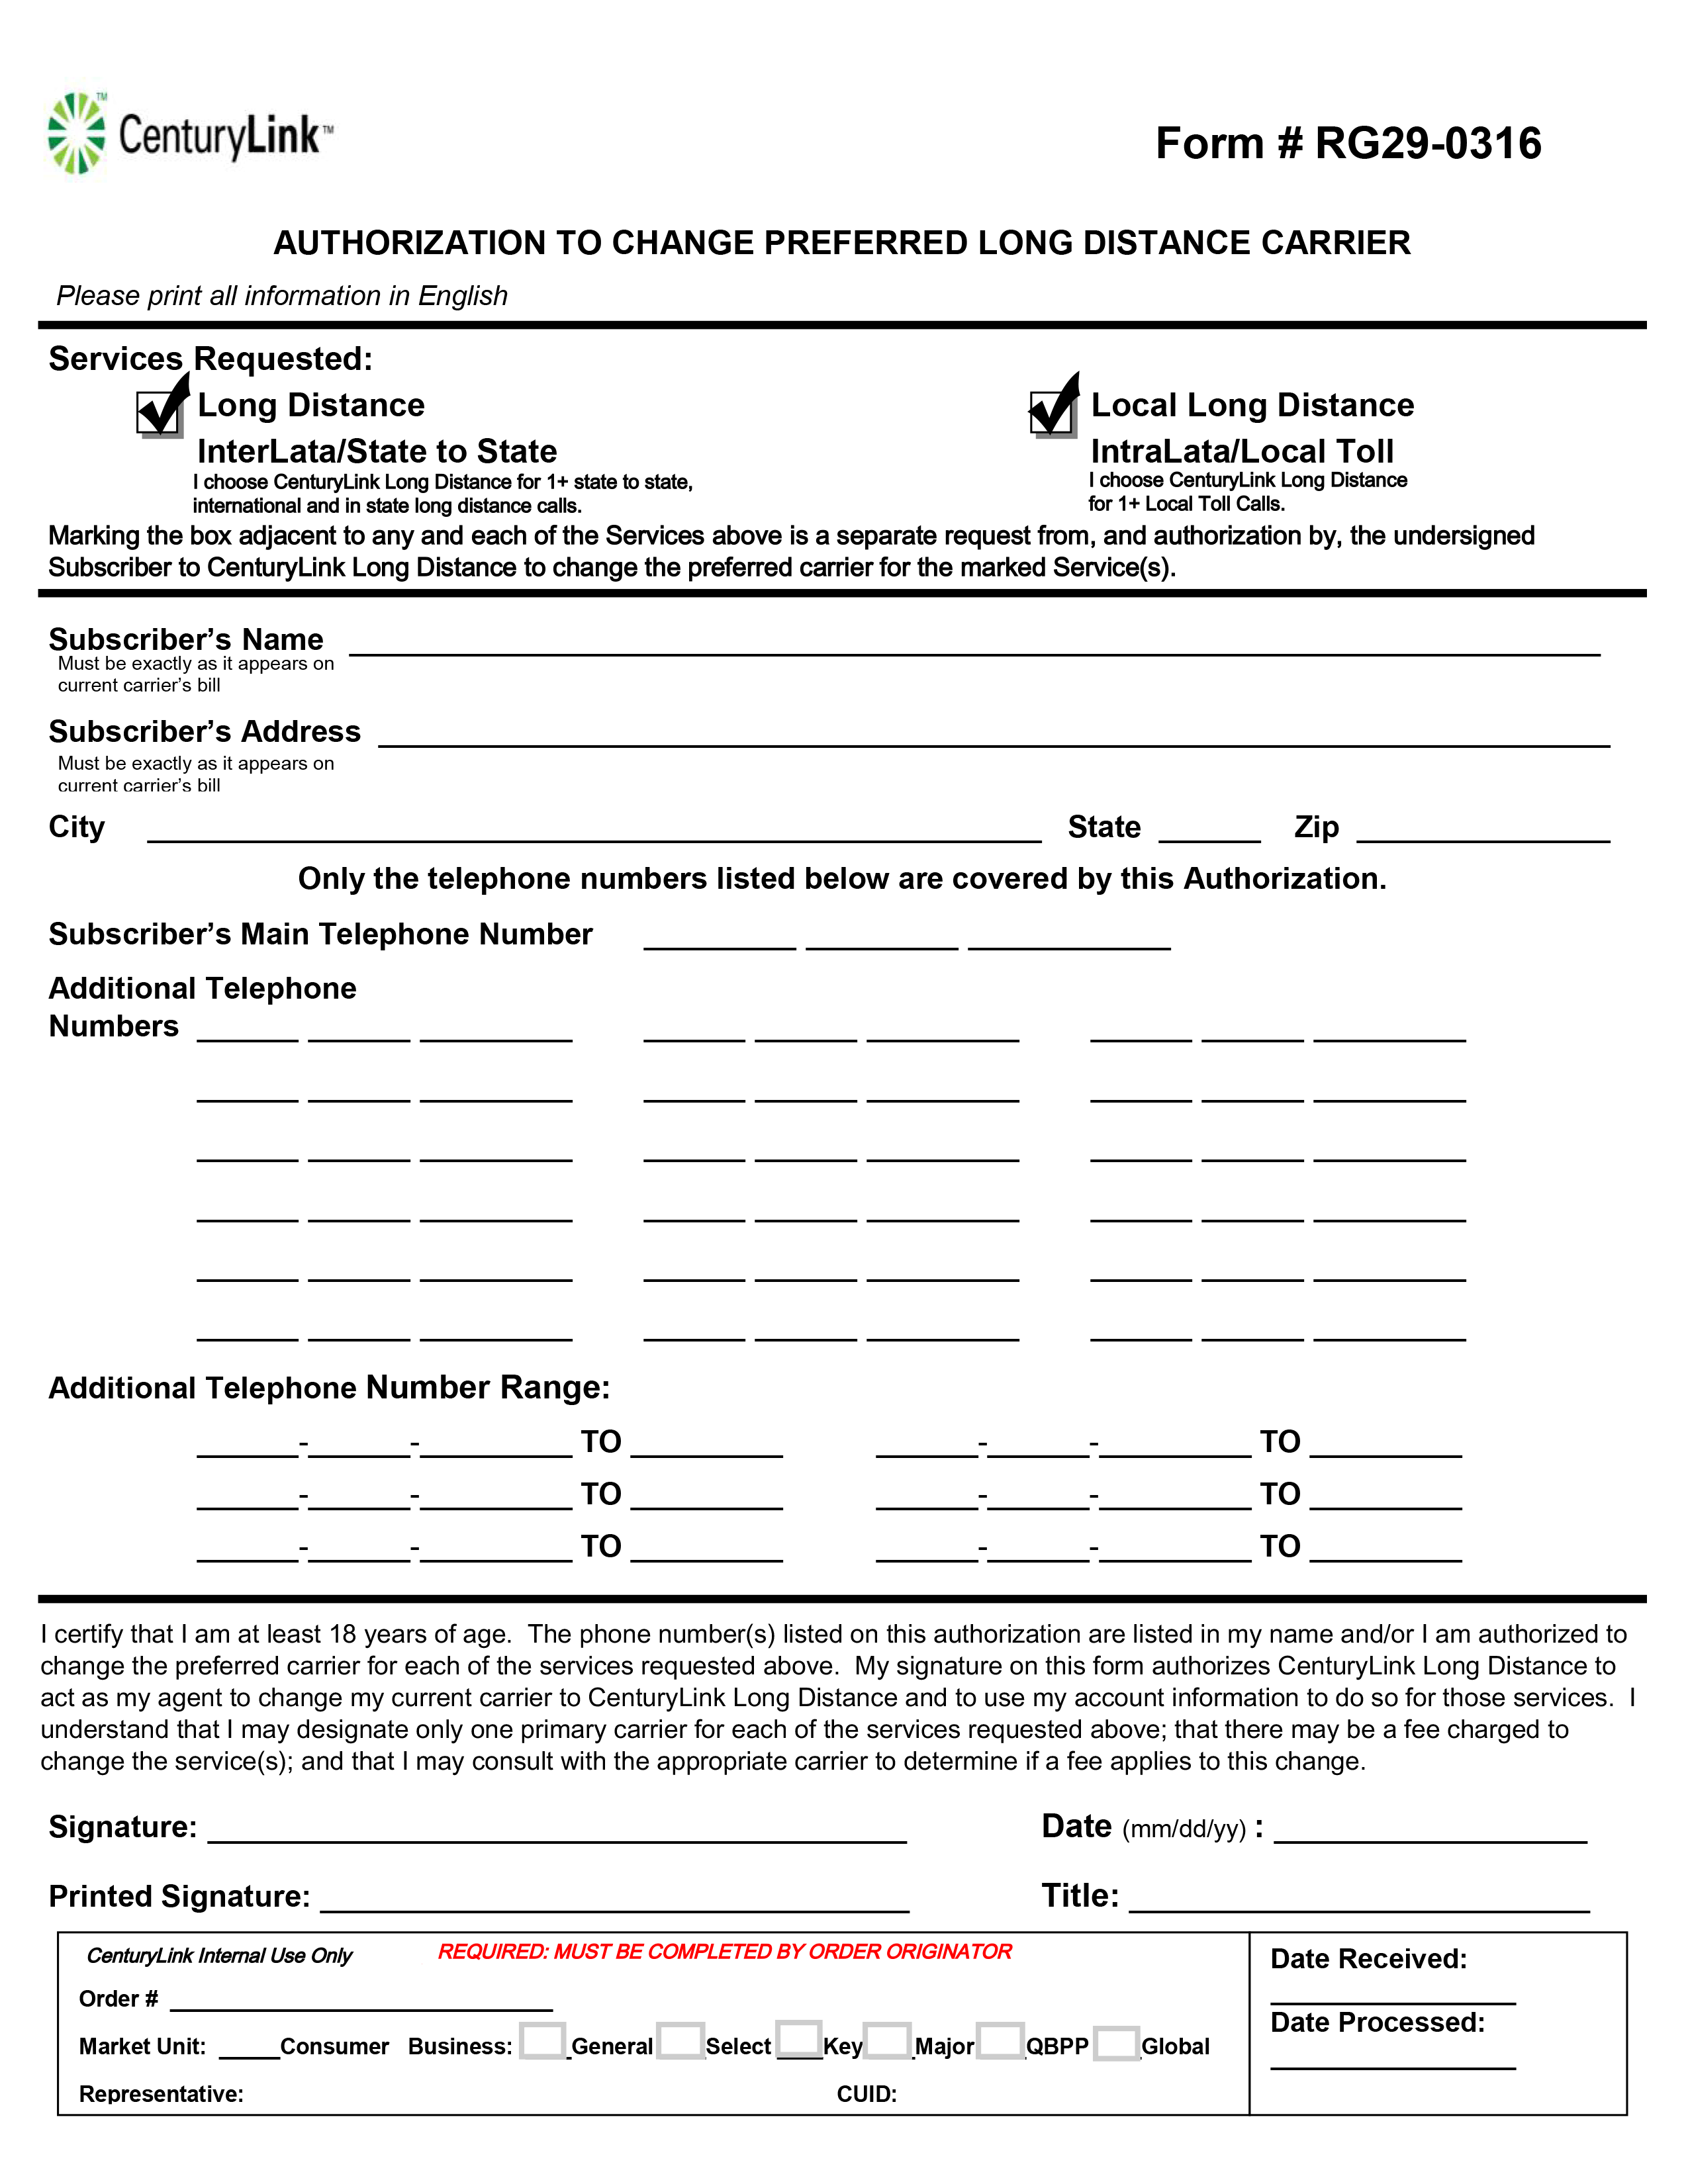 CenturyLink™
Form # RG29-0316
AUTHORIZATION TO CHANGE PREFERRED LONG DISTANCE CARRIER
Please print all information in English
Services Requested:
Long Distance
InterLata/State to State
I choose CenturyLink Long Distance for 1+ state to state,
international and in state long distance calls.
Local Long Distance
IntraLata/Local Toll
I choose CenturyLink Long Distance
for 1+ Local Toll Calls.
Marking the box adjacent to any and each of the Services above is a separate request from, and authorization by, the undersigned
Subscriber to CenturyLink Long Distance to change the preferred carrier for the marked Service(s).
Subscriber’s Name
Must be exactly as it appears on
current carrier’s bill
Subscriber’s Address
Must be exactly as it appears on
current carrier’s bill
City State Zip
Only the telephone numbers listed below are covered by this Authorization.
Subscriber’s Main Telephone Number
Additional Telephone
Numbers
Additional Telephone Number Range:
- - TO - - TO
- - TO - - TO
- - TO - - TO
I certify that I am at least 18 years of age. The phone number(s) listed on this authorization are listed in my name and/or I am authorized to
change the preferred carrier for each of the services requested above. My signature on this form authorizes CenturyLink Long Distance to
act as my agent to change my current carrier to CenturyLink Long Distance and to use my account information to do so for those services. I
understand that I may designate only one primary carrier for each of the services requested above; that there may be a fee charged to
change the service(s); and that I may consult with the appropriate carrier to determine if a fee applies to this change.
Signature: Date (mm/dd/yy) :
Printed Signature: Title:
CenturyLink Internal Use Only REQUIRED: MUST BE COMPLETED BY ORDER ORIGINATOR
Order #
Market Unit: Consumer Business: General Select Key Major QBPP Global
Representative: CUID:
Date Received:
Date Processed: